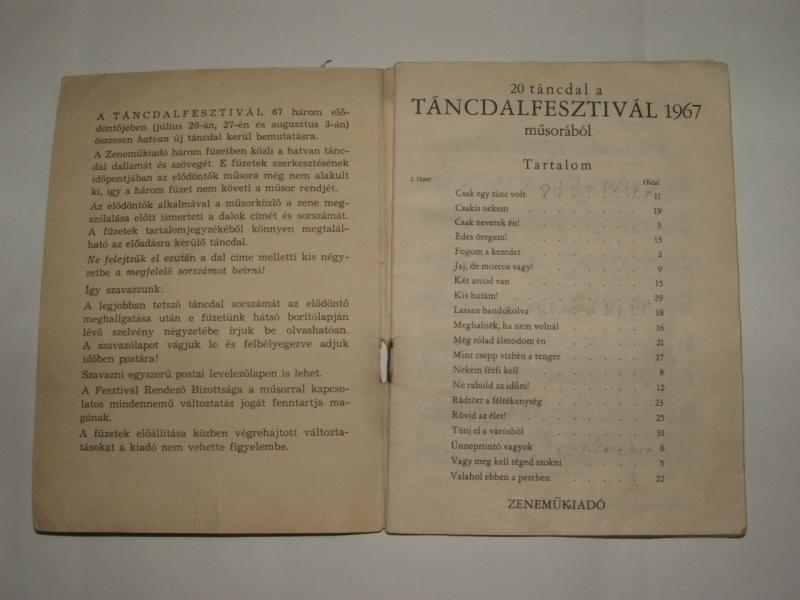 A TÁNCDALFESZTIVÁL 67 három elő-
döntőjében (július 20-án, 27-én és augusztus 3-án)
összesen hatvan új táncdal kerül bemutatásra.
A Zeneműkiadó három füzetben közli a hatvan tánc-
dal dallamát és szövegét. E füzetek szerkesztésének
időpontjában az elődöntők műsora még nem alakult
ki, így a három füzet nem követi a műsor rendjét.
Az elődöntők alkalmával a műsorközlő a zene meg-
szólalása előtt ismerteti a dalok címét és sorszámát.
A füzetek tartalomjegyzékéből könnyen megtalál-
ható az előadásra kerülő táncdal.
Ne felejtsük el ezután a dal címe melletti kis négy-
zetbe a megfelelő sorszámot beírni!
Így szavazzunk:
A legjobban tetsző táncdal sorszámát az elődöntő
meghallgatása után e füzetünk hátsó borítólapján
lévő szelvény négyzetébe írjuk be olvashatóan.
A szavazólapot vágjuk le és felbélyegezve adjuk
időben postára!
Szavazni egyszerű postai levelezőlapon is lehet.
A Fesztivál Rendező Bizottsága a műsorral kapcso-
latos mindennemű változtatás jogát fenntartja ma-
gának.
A füzetek előállítása közben végrehajtott változta-
tásokat a kiadó nem vehette figyelembe.
20 táncdal a
TÁNCDALFESZTIVÁL 1967
műsorából
Tartalom
2. füzet Oldal
Csak egy tánc volt 11
Csakis nekem . . . . . . 19
Csak nevetek én! . . . . . . 3
Édes öregem! . . . . . . 13
Fogom a kezedet . . . . . . 2
Jaj, de morcos vagy! . . . . . . 9
Két arcod van . . . . . . 15
Kis butám! . . . . . . 29
Lassan bandukolva 18
Meghalnék, ha nem volnál . . . . . 16
Még rólad álmodom én . . . . . 21
Mint csepp vízben a tenger . . . . . 27
Nekem férfi kell . . . . . . 8
Ne rabold az időm! . . . . . . 12
Rádtört a féltékenység . . . . . 23
Rövid az élet! . . . . . . 25
Tűnj el a városból . . . . . . 31
Ünneprontó vagyok 6
Vagy meg kell téged szokni . . . . 5
Valahol ebben a percben . . . . . 22
ZENEMŰKIADÓ